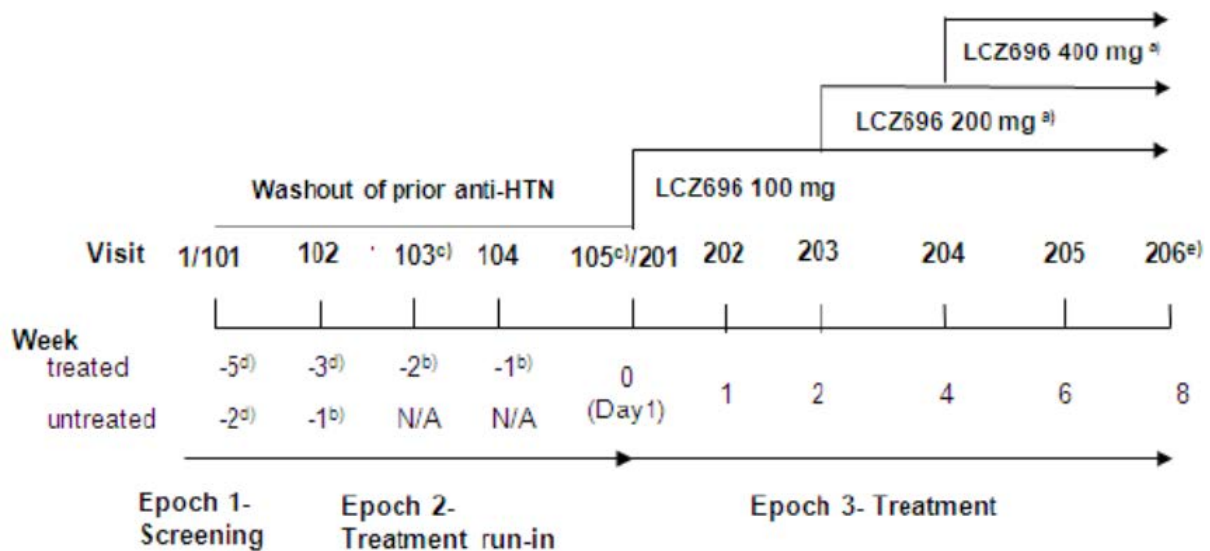 LCZ696 400 mg a)
LCZ696 200 mg a)
Washout of prior anti-HTN
LCZ696 100 mg
Visit 1/101 102 103c) 104 105c)/201 202 203 204 205 206e)
Week
treated -5d) -3d) -2b) -1b) 0 (Day1) 1 2 4 6 8
untreated -2d) -1b) N/A N/A
Epoch 1- Screening
Epoch 2- Treatment run-in
Epoch 3- Treatment